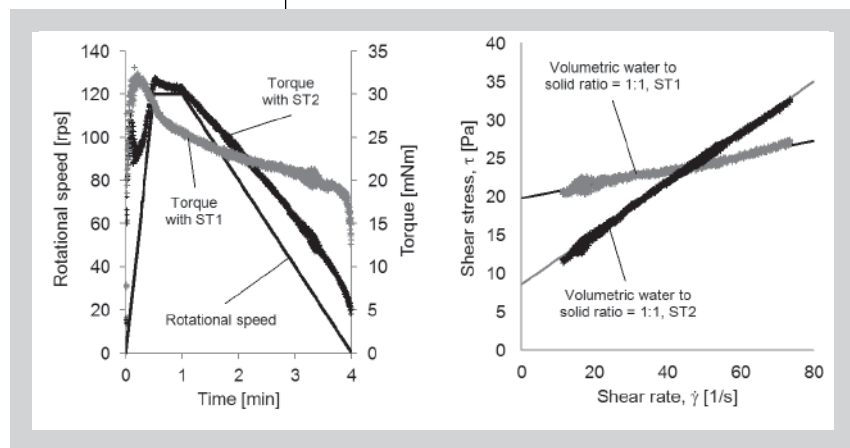 140
120
100
80
60
40
20
0
Rotational speed [rps]
35
30
25
20
15
10
5
0
Torque [mNm]
Torque
with ST2
Torque
with ST1
Rotational speed
0 1 2 3 4
Time [min]
40
35
30
25
20
15
10
5
0
Shear stress, τ [Pa]
Volumetric water to
solid ratio = 1:1, ST1
Volumetric water to
solid ratio = 1:1, ST2
0 20 40 60 80
Shear rate, γ̇ [1/s]